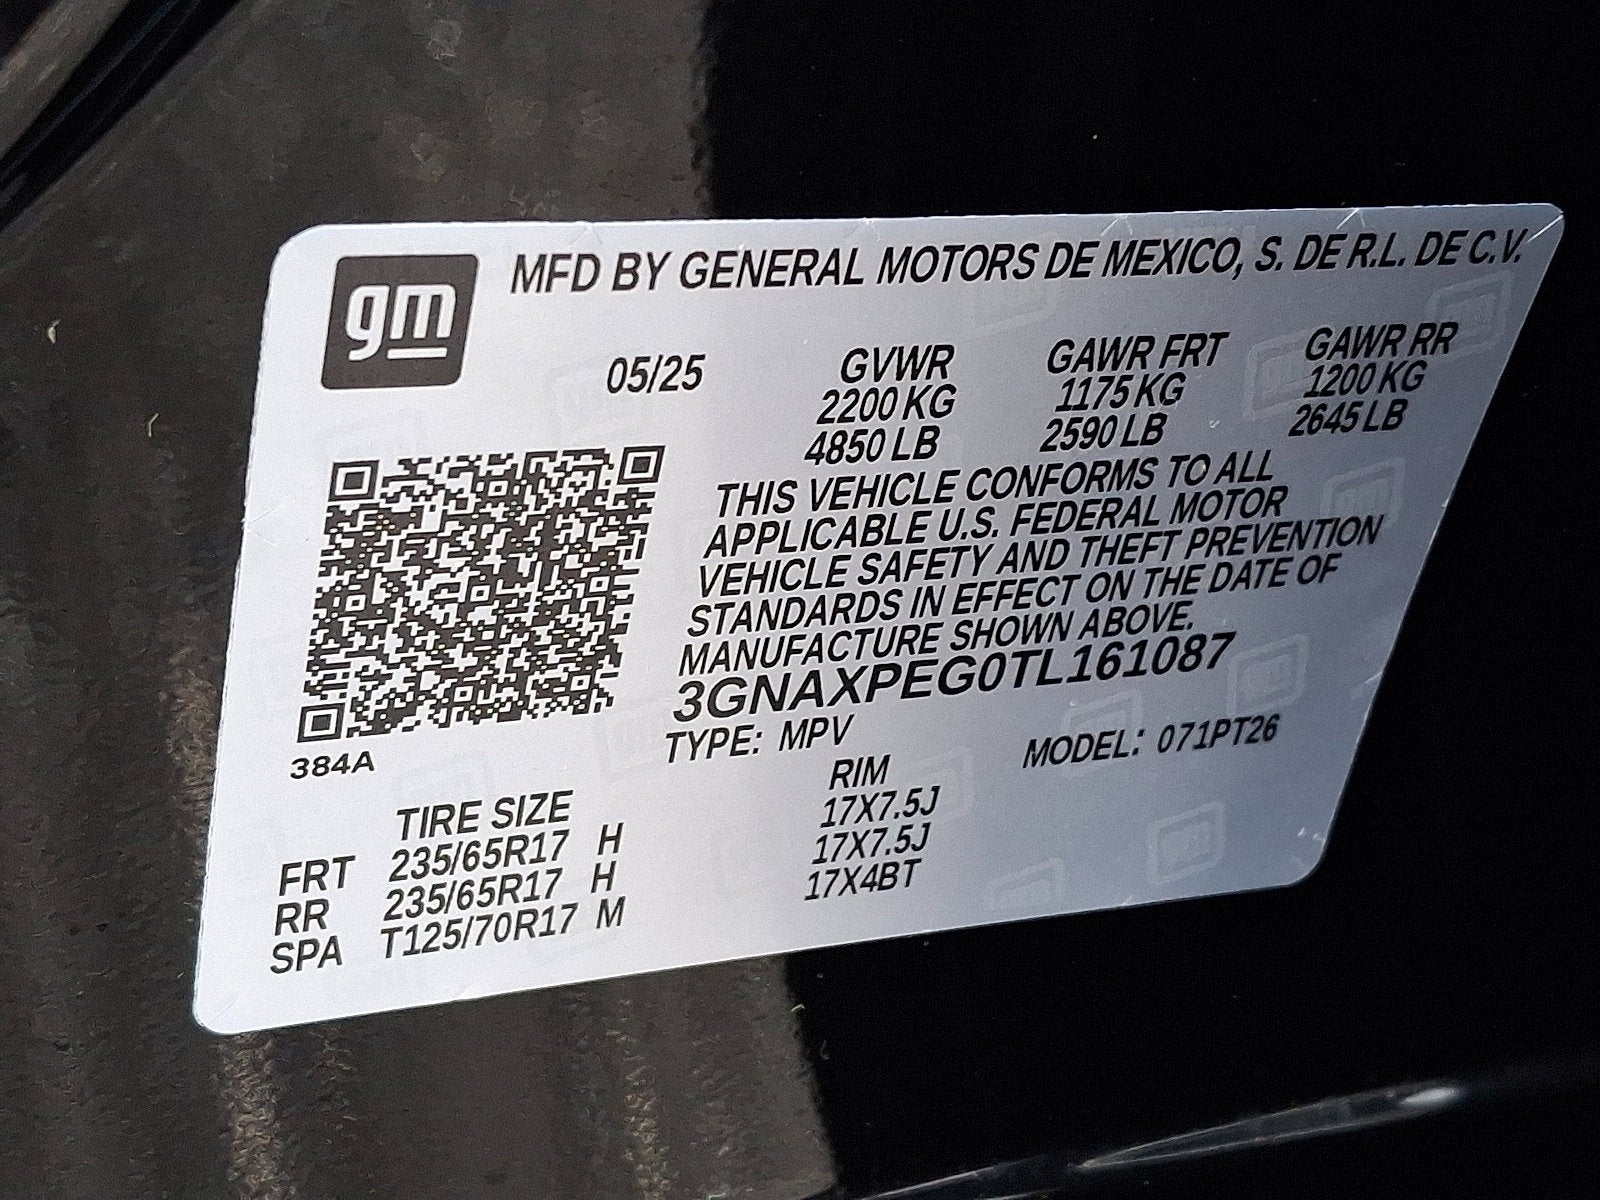 gm
MFD BY GENERAL MOTORS DE MEXICO, S. DE R.L. DE C.V.
05/25
GVWR
2200 KG
4850 LB
GAWR FRT
1175 KG
2590 LB
GAWR RR
1200 KG
2645 LB
THIS VEHICLE CONFORMS TO ALL
APPLICABLE U.S. FEDERAL MOTOR
VEHICLE SAFETY AND THEFT PREVENTION
STANDARDS IN EFFECT ON THE DATE OF
MANUFACTURE SHOWN ABOVE.
3GNAXPEG0TL161087
TYPE: MPV MODEL: 071PT26
384A
TIRE SIZE RIM
FRT 235/65R17 H 17X7.5J
RR 235/65R17 H 17X7.5J
SPA T125/70R17 M 17X4BT